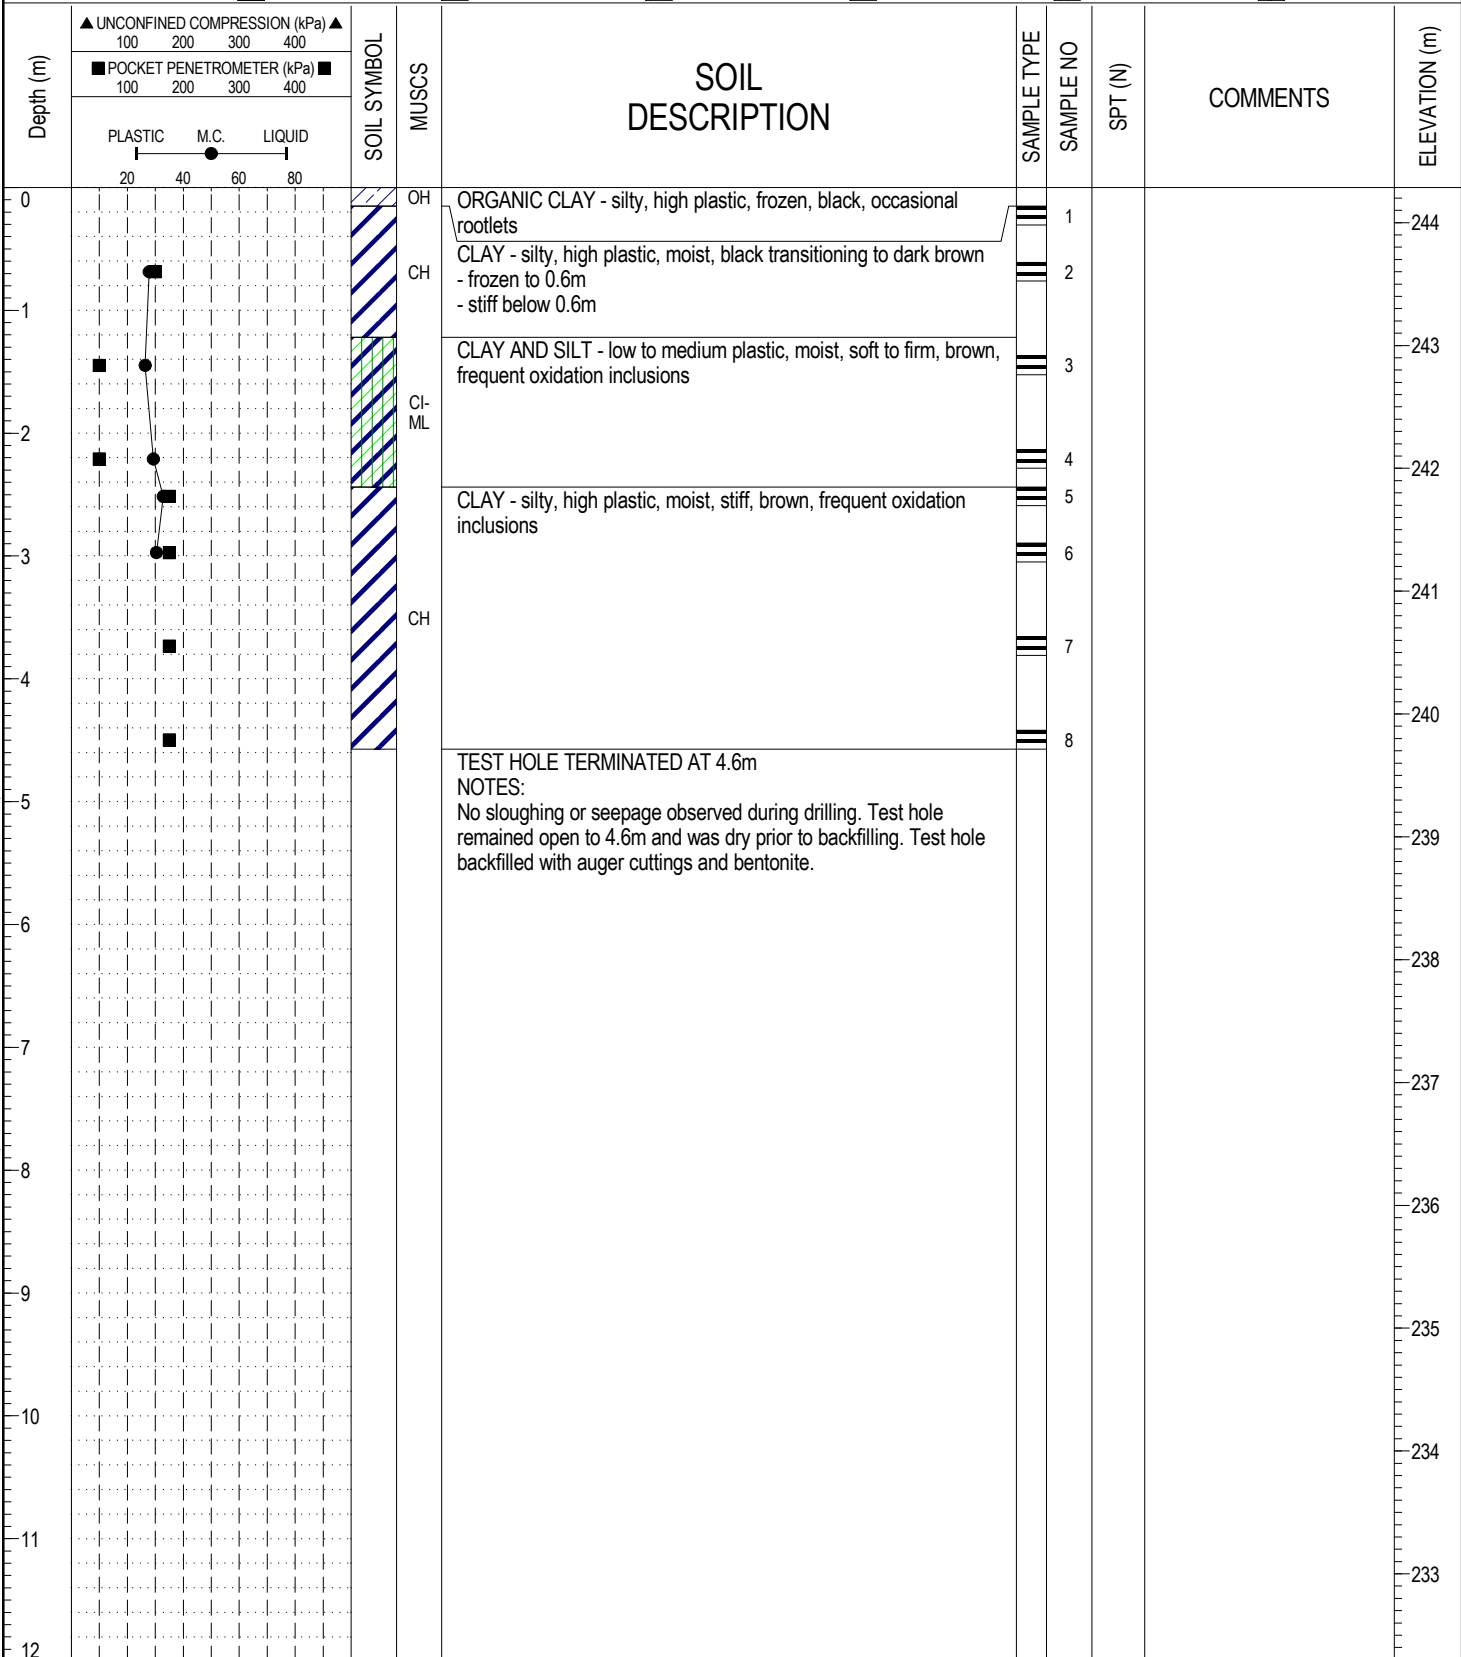 Depth (m)
▲ UNCONFINED COMPRESSION (kPa) ▲
100 200 300 400
■ POCKET PENETROMETER (kPa) ■
100 200 300 400
PLASTIC M.C. LIQUID
20 40 60 80
SOIL SYMBOL
MUSCS
SOIL
DESCRIPTION
SAMPLE TYPE
SAMPLE NO
SPT (N)
COMMENTS
ELEVATION (m)
0
OH
ORGANIC CLAY - silty, high plastic, frozen, black, occasional
rootlets
1
244
CLAY - silty, high plastic, moist, black transitioning to dark brown
CH
- frozen to 0.6m
2
- stiff below 0.6m
1
CLAY AND SILT - low to medium plastic, moist, soft to firm, brown,
243
frequent oxidation inclusions
3
CI-
ML
2
4
242
CLAY - silty, high plastic, moist, stiff, brown, frequent oxidation
5
inclusions
3
6
241
CH
7
4
240
8
TEST HOLE TERMINATED AT 4.6m
NOTES:
5
No sloughing or seepage observed during drilling. Test hole
remained open to 4.6m and was dry prior to backfilling. Test hole
239
backfilled with auger cuttings and bentonite.
6
238
7
237
8
236
9
235
10
234
11
233
12